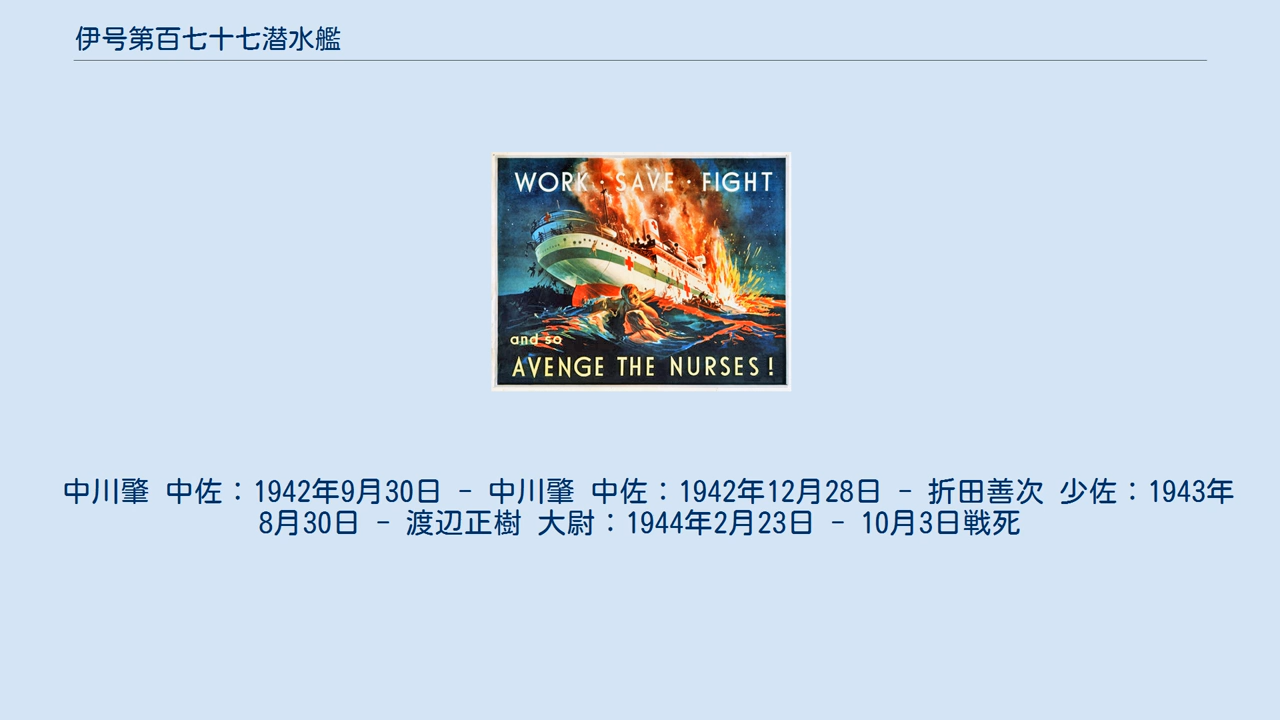 伊号第百七十七潜水艦
WORK · SAVE · FIGHT
and so
AVENGE THE NURSES!
中川肇 中佐：1942年9月30日 - 中川肇 中佐：1942年12月28日 - 折田善次 少佐：1943年
8月30日 - 渡辺正樹 大尉：1944年2月23日 - 10月3日戦死